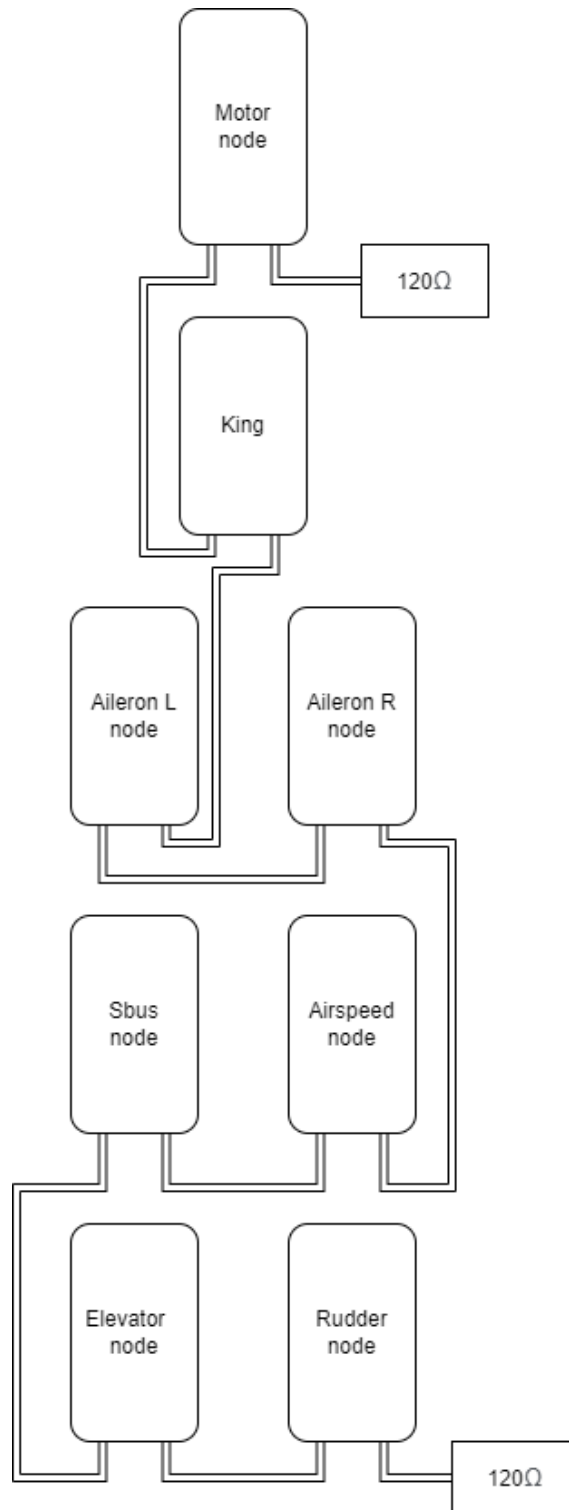 Motor
node
120Ω
King
Aileron L
node
Aileron R
node
Sbus
node
Airspeed
node
Elevator
node
Rudder
node
120Ω